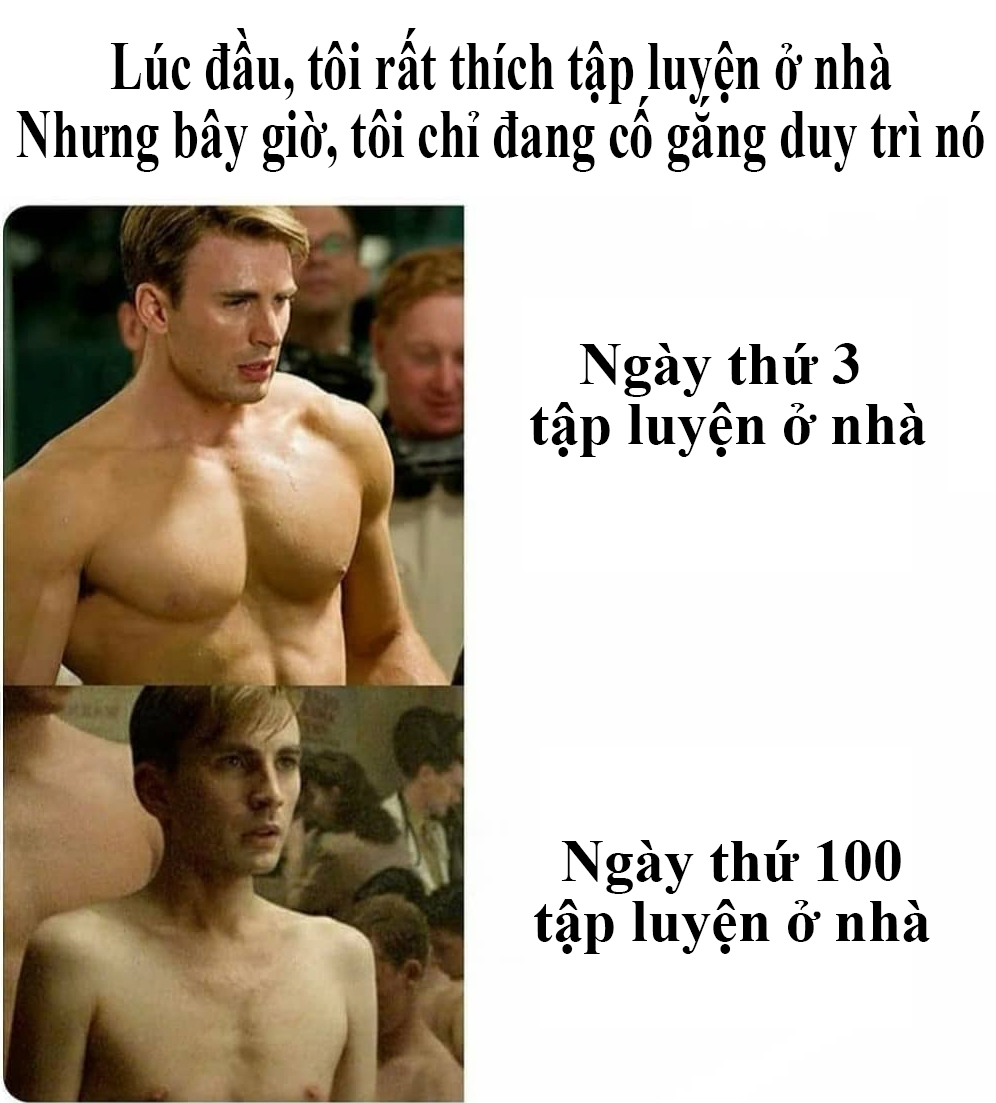 Lúc đầu, tôi rất thích tập luyện ở nhà
Nhưng bây giờ, tôi chỉ đang cố gắng duy trì nó
Ngày thứ 3
tập luyện ở nhà
Ngày thứ 100
tập luyện ở nhà